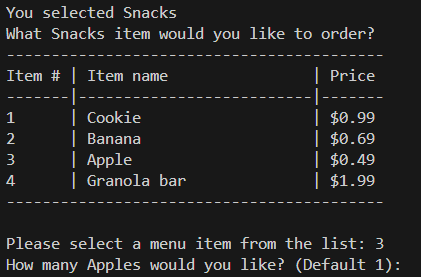 You selected Snacks
What Snacks item would you like to order?
------------------------------------------
Item # | Item name                | Price
-------|--------------------------|-------
1      | Cookie                   | $0.99
2      | Banana                   | $0.69
3      | Apple                    | $0.49
4      | Granola bar              | $1.99
------------------------------------------
Please select a menu item from the list: 3
How many Apples would you like? (Default 1):